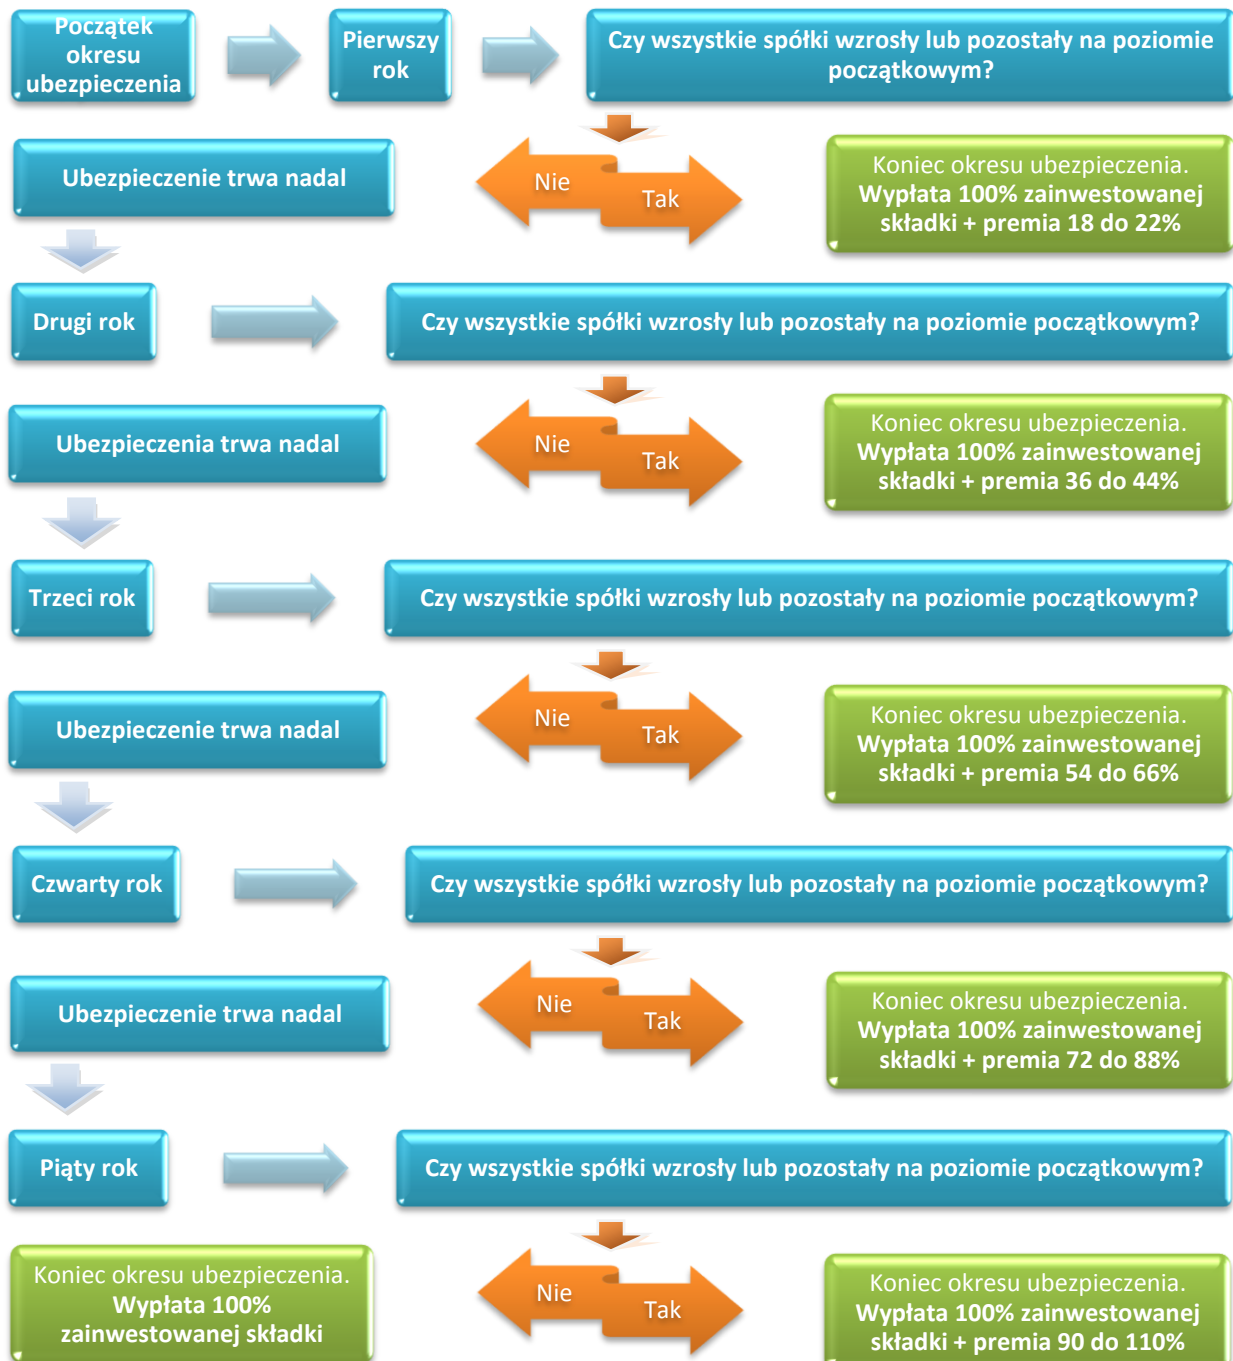 Początek
okresu
ubezpieczenia
Pierwszy
rok
Czy wszystkie spółki wzrosły lub pozostały na poziomie
początkowym?
Ubezpieczenie trwa nadal
Nie
Tak
Koniec okresu ubezpieczenia.
Wypłata 100% zainwestowanej
składki + premia 18 do 22%
Drugi rok
Czy wszystkie spółki wzrosły lub pozostały na poziomie początkowym?
Ubezpieczenia trwa nadal
Nie
Tak
Koniec okresu ubezpieczenia.
Wypłata 100% zainwestowanej
składki + premia 36 do 44%
Trzeci rok
Czy wszystkie spółki wzrosły lub pozostały na poziomie początkowym?
Ubezpieczenie trwa nadal
Nie
Tak
Koniec okresu ubezpieczenia.
Wypłata 100% zainwestowanej
składki + premia 54 do 66%
Czwarty rok
Czy wszystkie spółki wzrosły lub pozostały na poziomie początkowym?
Ubezpieczenie trwa nadal
Nie
Tak
Koniec okresu ubezpieczenia.
Wypłata 100% zainwestowanej
składki + premia 72 do 88%
Piąty rok
Czy wszystkie spółki wzrosły lub pozostały na poziomie początkowym?
Koniec okresu ubezpieczenia.
Wypłata 100%
zainwestowanej składki
Nie
Tak
Koniec okresu ubezpieczenia.
Wypłata 100% zainwestowanej
składki + premia 90 do 110%